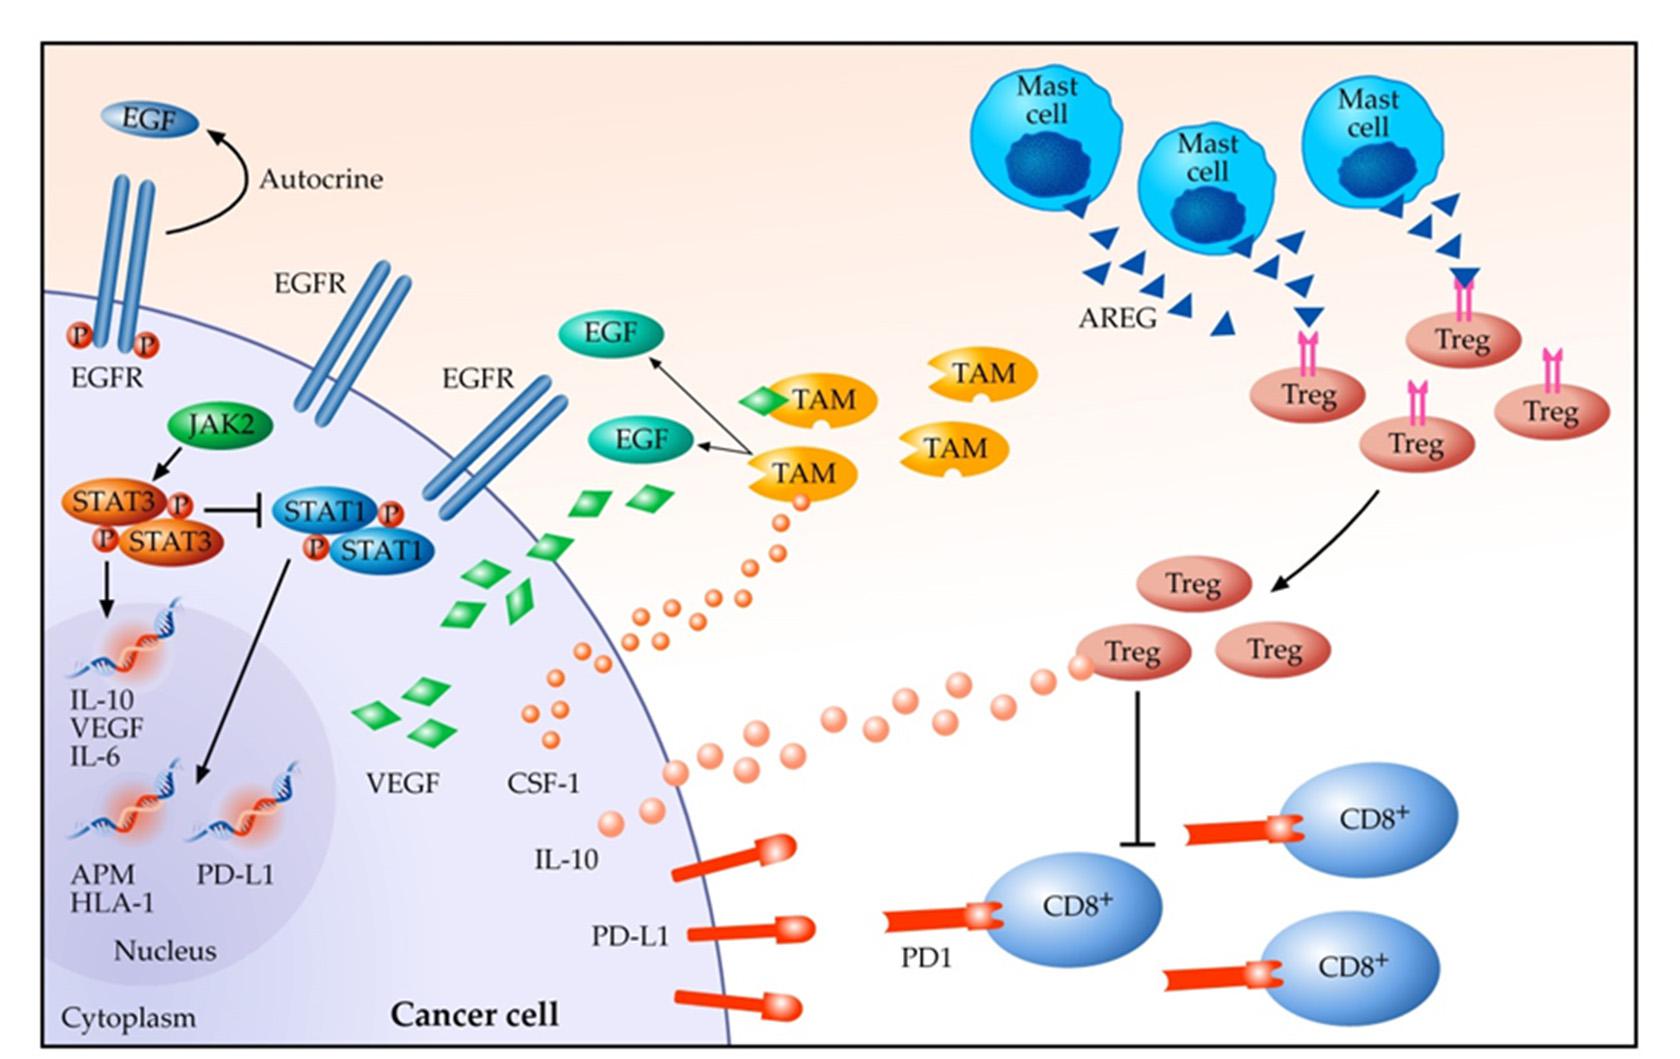 EGF
Autocrine
EGFR
P
P
EGFR
EGFR
JAK2
STAT3
P
P
STAT3
STAT1
P
P
STAT1
IL-10
VEGF
IL-6
APM
HLA-1
PD-L1
Nucleus
Cytoplasm
Cancer cell
EGF
EGF
TAM
TAM
TAM
TAM
VEGF
CSF-1
IL-10
PD-L1
Mast
cell
Mast
cell
Mast
cell
AREG
Treg
Treg
Treg
Treg
Treg
Treg
Treg
CD8+
CD8+
CD8+
PD1